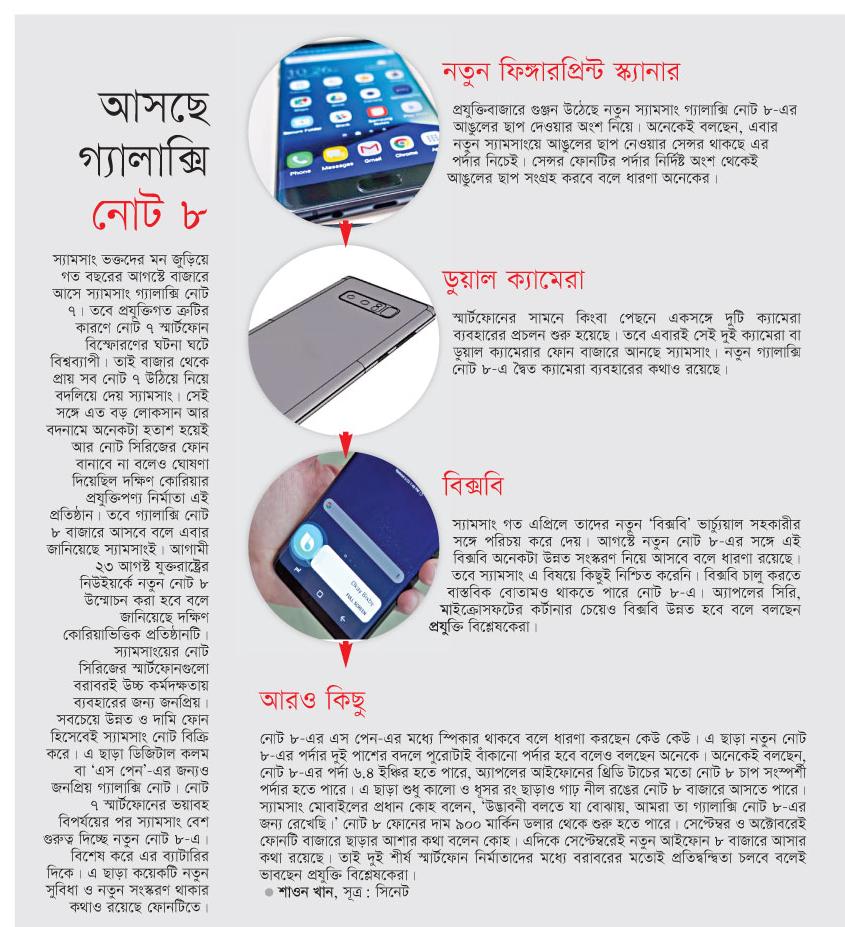 আসছে
গ্যালাক্সি
নোট ৮
স্যামসাং ভক্তদের মন জুড়িয়ে
গত বছরের আগস্টে বাজারে
আসে স্যামসাং গ্যালাক্সি নোট
৭। তবে প্রযুক্তিগত ত্রুটির
কারণে নোট ৭ স্মার্টফোন
বিস্ফোরণের ঘটনা ঘটে
বিশ্বব্যাপী। তাই বাজার থেকে
প্রায় সব নোট ৭ উঠিয়ে নিয়ে
বদলিয়ে দেয় স্যামসাং। সেই
সঙ্গে এত বড় লোকসান আর
বদনামে অনেকটা হতাশ হয়েই
আর নোট সিরিজের ফোন
বানাবে না বলেও ঘোষণা
দিয়েছিল দক্ষিণ কোরিয়ার
প্রযুক্তিপণ্য নির্মাতা এই
প্রতিষ্ঠান। তবে গ্যালাক্সি নোট
৮ বাজারে আসবে বলে এবার
জানিয়েছে স্যামসাংই। আগামী
২৩ আগস্ট যুক্তরাষ্ট্রের
নিউইয়র্কে নতুন নোট ৮
উন্মোচন করা হবে বলে
জানিয়েছে দক্ষিণ
কোরিয়াভিত্তিক প্রতিষ্ঠানটি।
স্যামসাংয়ের নোট
সিরিজের স্মার্টফোনগুলো
বরাবরই উচ্চ কর্মদক্ষতায়
ব্যবহারের জন্য জনপ্রিয়।
সবচেয়ে উন্নত ও দামি ফোন
হিসেবেই স্যামসাং নোট বিক্রি
করে। এ ছাড়া ডিজিটাল কলম
বা ‘এস পেন’-এর জন্যও
জনপ্রিয় গ্যালাক্সি নোট। নোট
৭ স্মার্টফোনের ভয়াবহ
বিপর্যয়ের পর স্যামসাং বেশ
গুরুত্ব দিচ্ছে নতুন নোট ৮-এ।
বিশেষ করে এর ব্যাটারির
দিকে। এ ছাড়া কয়েকটি নতুন
সুবিধা ও নতুন সংস্করণ থাকার
কথাও রয়েছে ফোনটিতে।
10:26
Secure Folder
Samsung Notes
Phone
Messages
Gmail
Chrome
নতুন ফিঙ্গারপ্রিন্ট স্ক্যানার
প্রযুক্তিবাজারে গুঞ্জন উঠেছে নতুন স্যামসাং গ্যালাক্সি নোট ৮-এর
আঙুলের ছাপ দেওয়ার অংশ নিয়ে। অনেকেই বলছেন, এবার
নতুন স্যামসাংয়ে আঙুলের ছাপ নেওয়ার সেন্সর থাকছে এর
পর্দার নিচেই। সেন্সর ফোনটির পর্দার নির্দিষ্ট অংশ থেকেই
আঙুলের ছাপ সংগ্রহ করবে বলে ধারণা অনেকের।
ডুয়াল ক্যামেরা
স্মার্টফোনের সামনে কিংবা পেছনে একসঙ্গে দুটি ক্যামেরা
ব্যবহারের প্রচলন শুরু হয়েছে। তবে এবারই সেই দুই ক্যামেরা বা
ডুয়াল ক্যামেরার ফোন বাজারে আনছে স্যামসাং। নতুন গ্যালাক্সি
নোট ৮-এ দ্বৈত ক্যামেরা ব্যবহারের কথাও রয়েছে।
Okay Bixby
FULL SCREEN
বিক্সবি
স্যামসাং গত এপ্রিলে তাদের নতুন ‘বিক্সবি’ ভার্চ্যুয়াল সহকারীর
সঙ্গে পরিচয় করে দেয়। আগস্টে নতুন নোট ৮-এর সঙ্গে এই
বিক্সবি অনেকটা উন্নত সংস্করণ নিয়ে আসবে বলে ধারণা রয়েছে।
তবে স্যামসাং এ বিষয়ে কিছুই নিশ্চিত করেনি। বিক্সবি চালু করতে
বাস্তবিক বোতামও থাকতে পারে নোট ৮-এ। অ্যাপলের সিরি,
মাইক্রোসফটের কর্টানার চেয়েও বিক্সবি উন্নত হবে বলে বলছেন
প্রযুক্তি বিশ্লেষকেরা।
আরও কিছু
নোট ৮-এর এস পেন-এর মধ্যে স্পিকার থাকবে বলে ধারণা করছেন কেউ কেউ। এ ছাড়া নতুন নোট
৮-এর পর্দার দুই পাশের বদলে পুরোটাই বাঁকানো পর্দার হবে বলেও বলছেন অনেকে। অনেকেই বলছেন,
নোট ৮-এর পর্দা ৬.৪ ইঞ্চির হতে পারে, অ্যাপলের আইফোনের থ্রিডি টাচের মতো নোট ৮ চাপ সংস্পর্শী
পর্দার হতে পারে। এ ছাড়া শুধু কালো ও ধূসর রং ছাড়াও গাঢ় নীল রঙের নোট ৮ বাজারে আসতে পারে।
স্যামসাং মোবাইলের প্রধান কোহ বলেন, ‘উদ্ভাবনী বলতে যা বোঝায়, আমরা তা গ্যালাক্সি নোট ৮-এর
জন্য রেখেছি।’ নোট ৮ ফোনের দাম ৯০০ মার্কিন ডলার থেকে শুরু হতে পারে। সেপ্টেম্বর ও অক্টোবরেই
ফোনটি বাজারে ছাড়ার আশার কথা বলেন কোহ। এদিকে সেপ্টেম্বরেই নতুন আইফোন ৮ বাজারে আসার
কথা রয়েছে। তাই দুই শীর্ষ স্মার্টফোন নির্মাতাদের মধ্যে বরাবরের মতোই প্রতিদ্বন্দ্বিতা চলবে বলেই
ভাবছেন প্রযুক্তি বিশ্লেষকেরা।
● শাওন খান, সূত্র : সিনেট